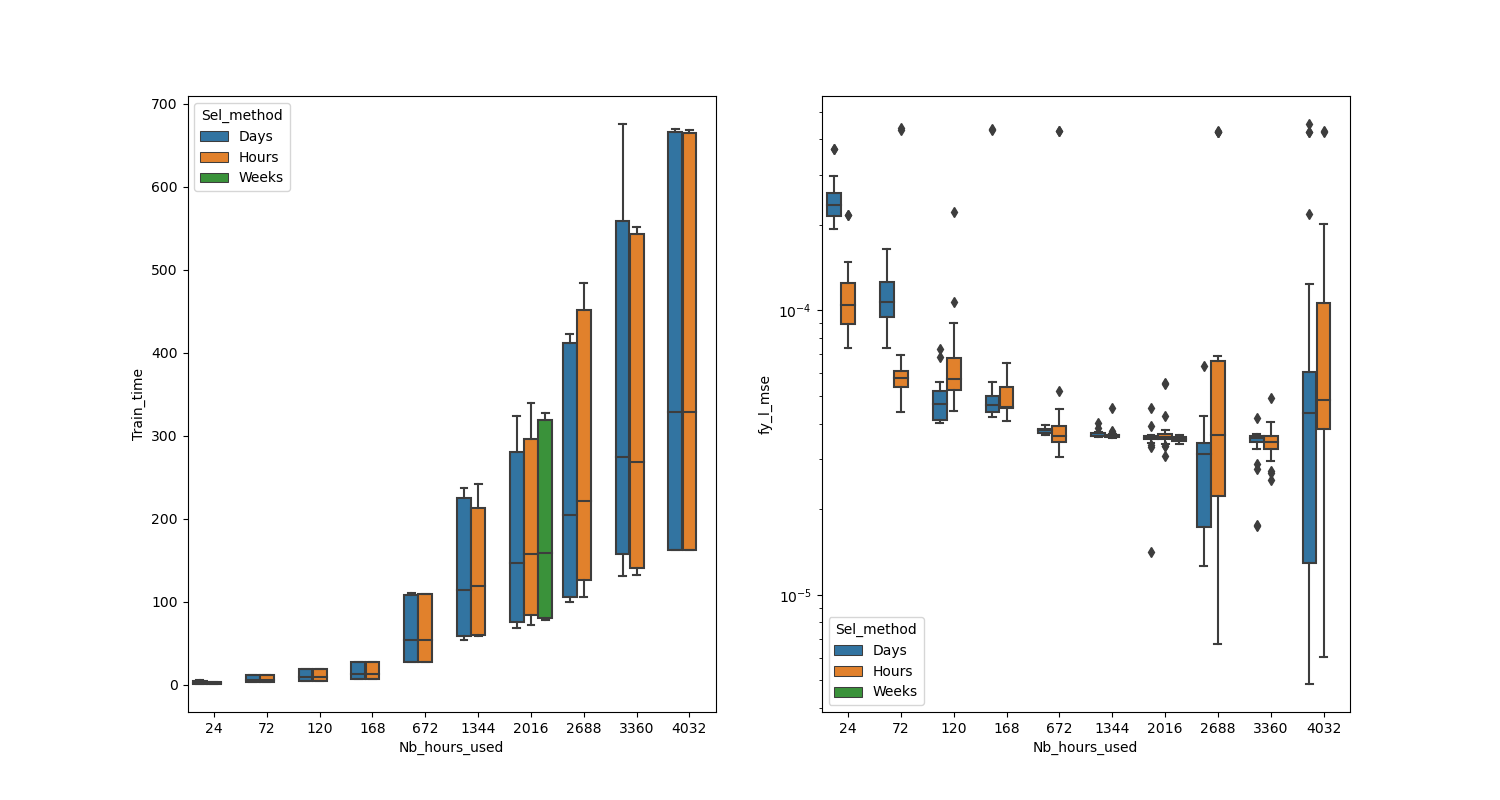 Sel_method
Days
Hours
Weeks
700
600
500
400
300
200
100
0
Train_time
24 72 120 168 672 1344 2016 2688 3360 4032
Nb_hours_used
10⁻⁴
10⁻⁵
fy_l_mse
Sel_method
Days
Hours
Weeks
24 72 120 168 672 1344 2016 2688 3360 4032
Nb_hours_used